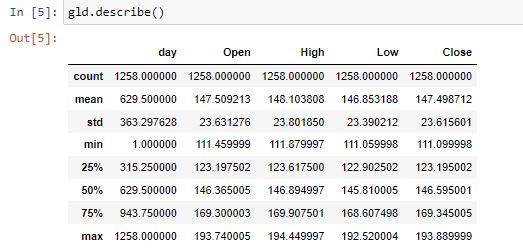 In [5]: gld.describe()
Out[5]:
day Open High Low Close
count 1258.000000 1258.000000 1258.000000 1258.000000 1258.000000
mean 629.500000 147.509213 148.103808 146.853188 147.498712
std 363.297628 23.631276 23.801850 23.390212 23.615601
min 1.000000 111.459999 111.879997 111.059998 111.099998
25% 315.250000 123.197502 123.617500 122.902502 123.195002
50% 629.500000 146.365005 146.894997 145.810005 146.595001
75% 943.750000 169.300003 169.907501 168.607498 169.345005
max 1258.000000 193.740005 194.449997 192.520004 193.889999